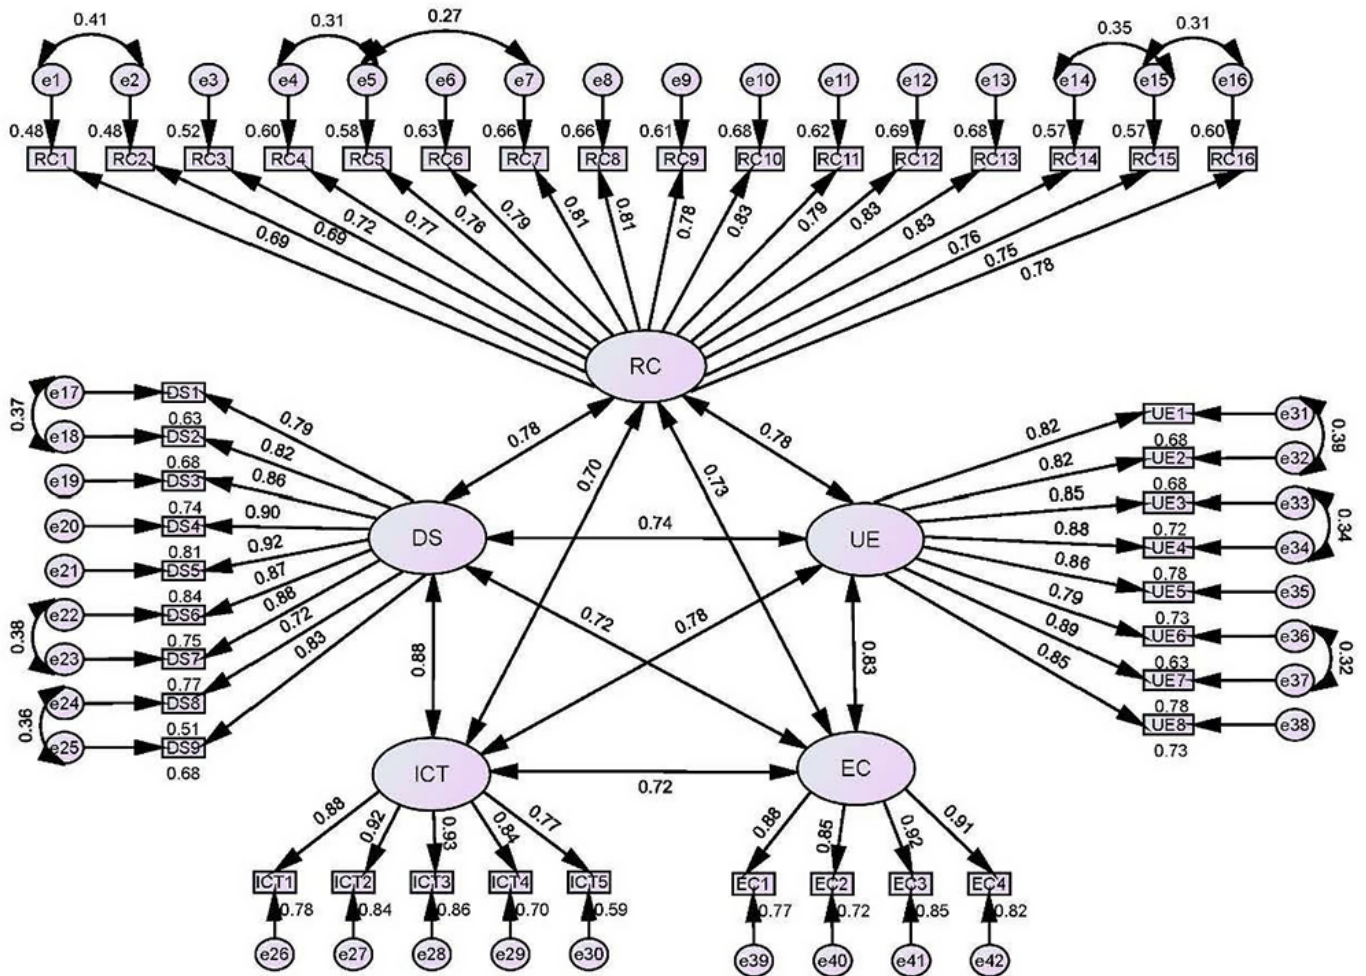 0.41 0.31 0.27 0.35 0.31
e1 e2 e3 e4 e5 e6 e7 e8 e9 e10 e11 e12 e13 e14 e15 e16
0.48 0.48 0.52 0.60 0.58 0.63 0.66 0.66 0.61 0.68 0.62 0.69 0.68 0.57 0.57 0.60
RC1 RC2 RC3 RC4 RC5 RC6 RC7 RC8 RC9 RC10 RC11 RC12 RC13 RC14 RC15 RC16
0.69 0.69 0.72 0.77 0.76 0.79 0.81 0.81 0.78 0.83 0.79 0.83 0.83 0.76 0.75 0.78
RC
0.37
e17 DS1
0.63
e18 DS2
0.68
e19 DS3
0.74
e20 DS4
0.81
e21 DS5
0.84
0.38
e22 DS6
0.75
e23 DS7
0.77
0.36
e24 DS8
0.51
e25 DS9
0.68
0.79
0.82
0.86
0.90
0.92
0.87
0.88
0.72
0.83
0.78 0.70 0.73 0.78
DS 0.74 UE
0.88 0.72 0.78 0.83
0.82
0.82
0.85
0.88
0.86
0.79
0.89
0.85
UE1 e31
0.68
0.39
UE2 e32
0.68
UE3 e33
0.72
0.34
UE4 e34
0.78
UE5 e35
0.73
UE6 e36
0.63
0.32
UE7 e37
0.78
UE8 e38
0.73
ICT 0.72 EC
0.88 0.92 0.93 0.84 0.77 0.88 0.85 0.92 0.91
ICT1 ICT2 ICT3 ICT4 ICT5 EC1 EC2 EC3 EC4
0.78 0.84 0.86 0.70 0.59 0.77 0.72 0.85 0.82
e26 e27 e28 e29 e30 e39 e40 e41 e42